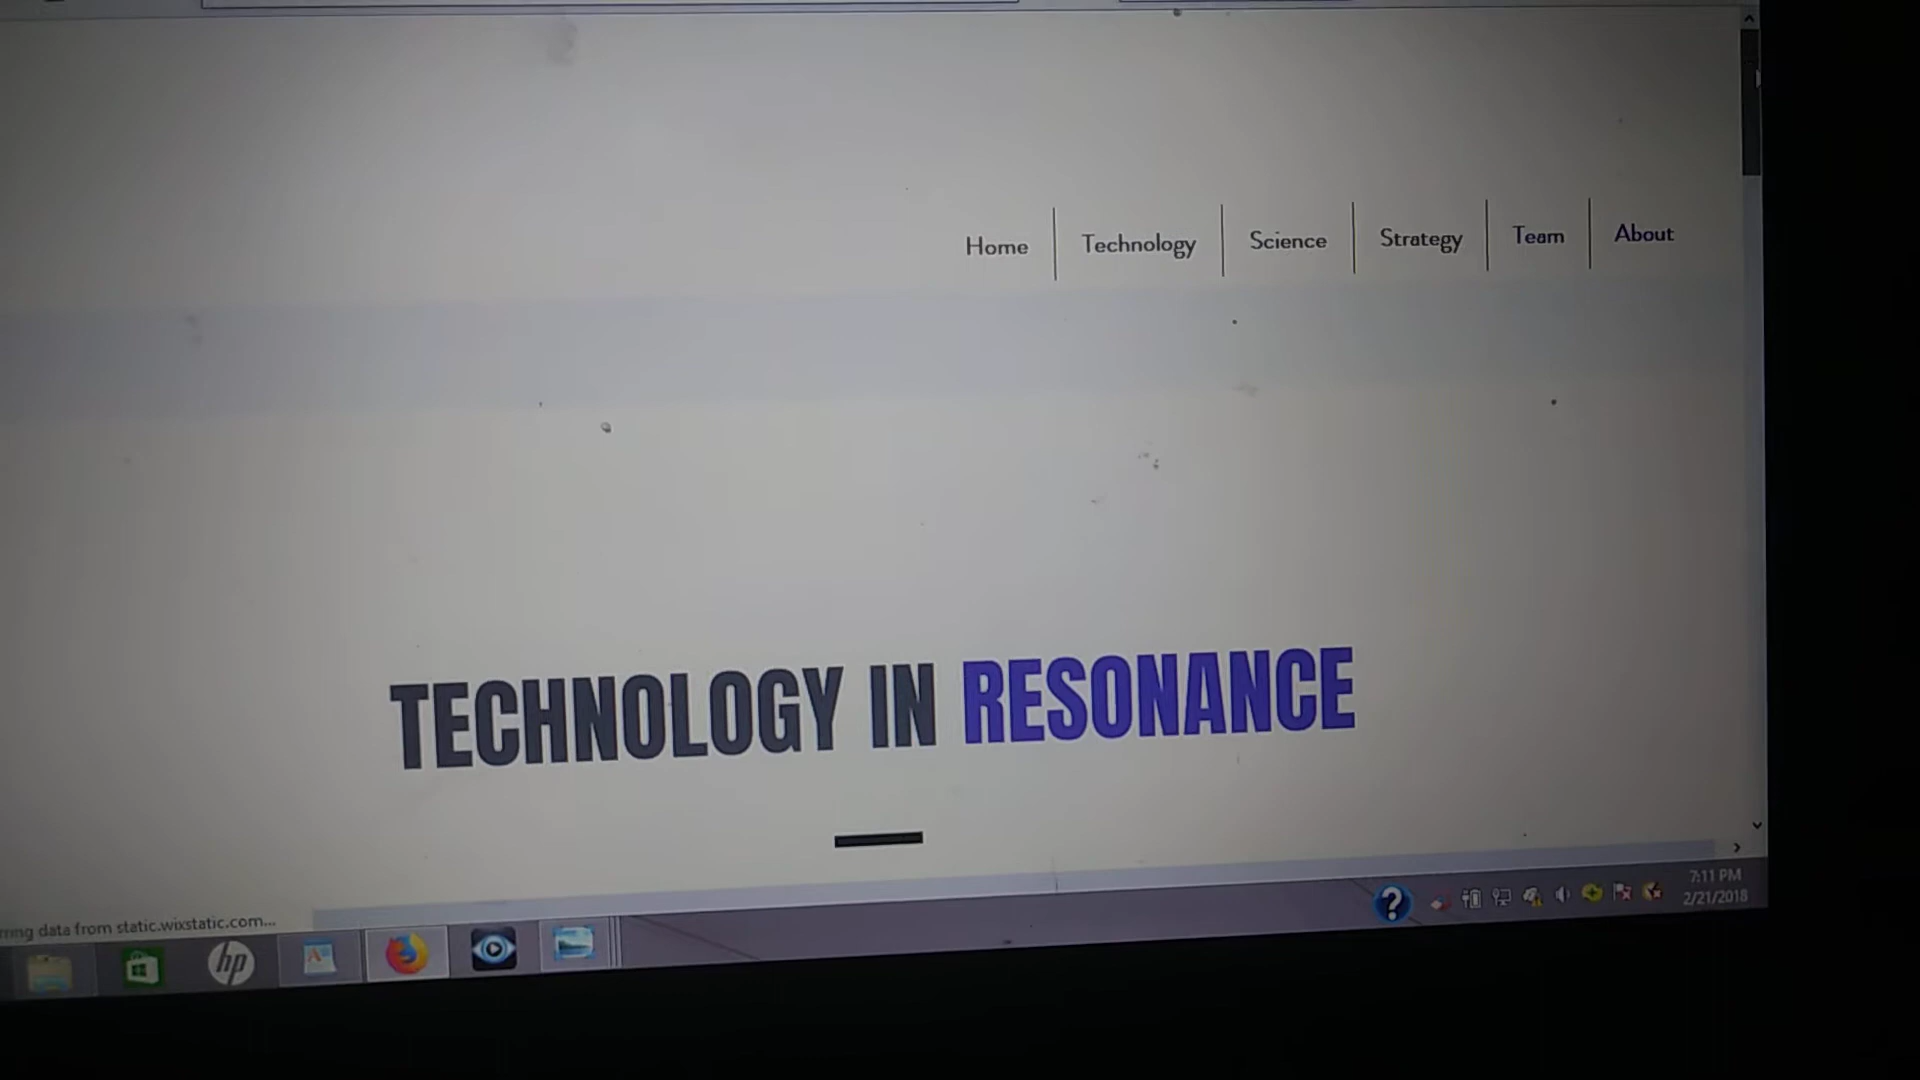 Home Technology Science Strategy Team About
TECHNOLOGY IN RESONANCE
data from static.wixstatic.com...
7:11 PM
2/21/2018
hp
?